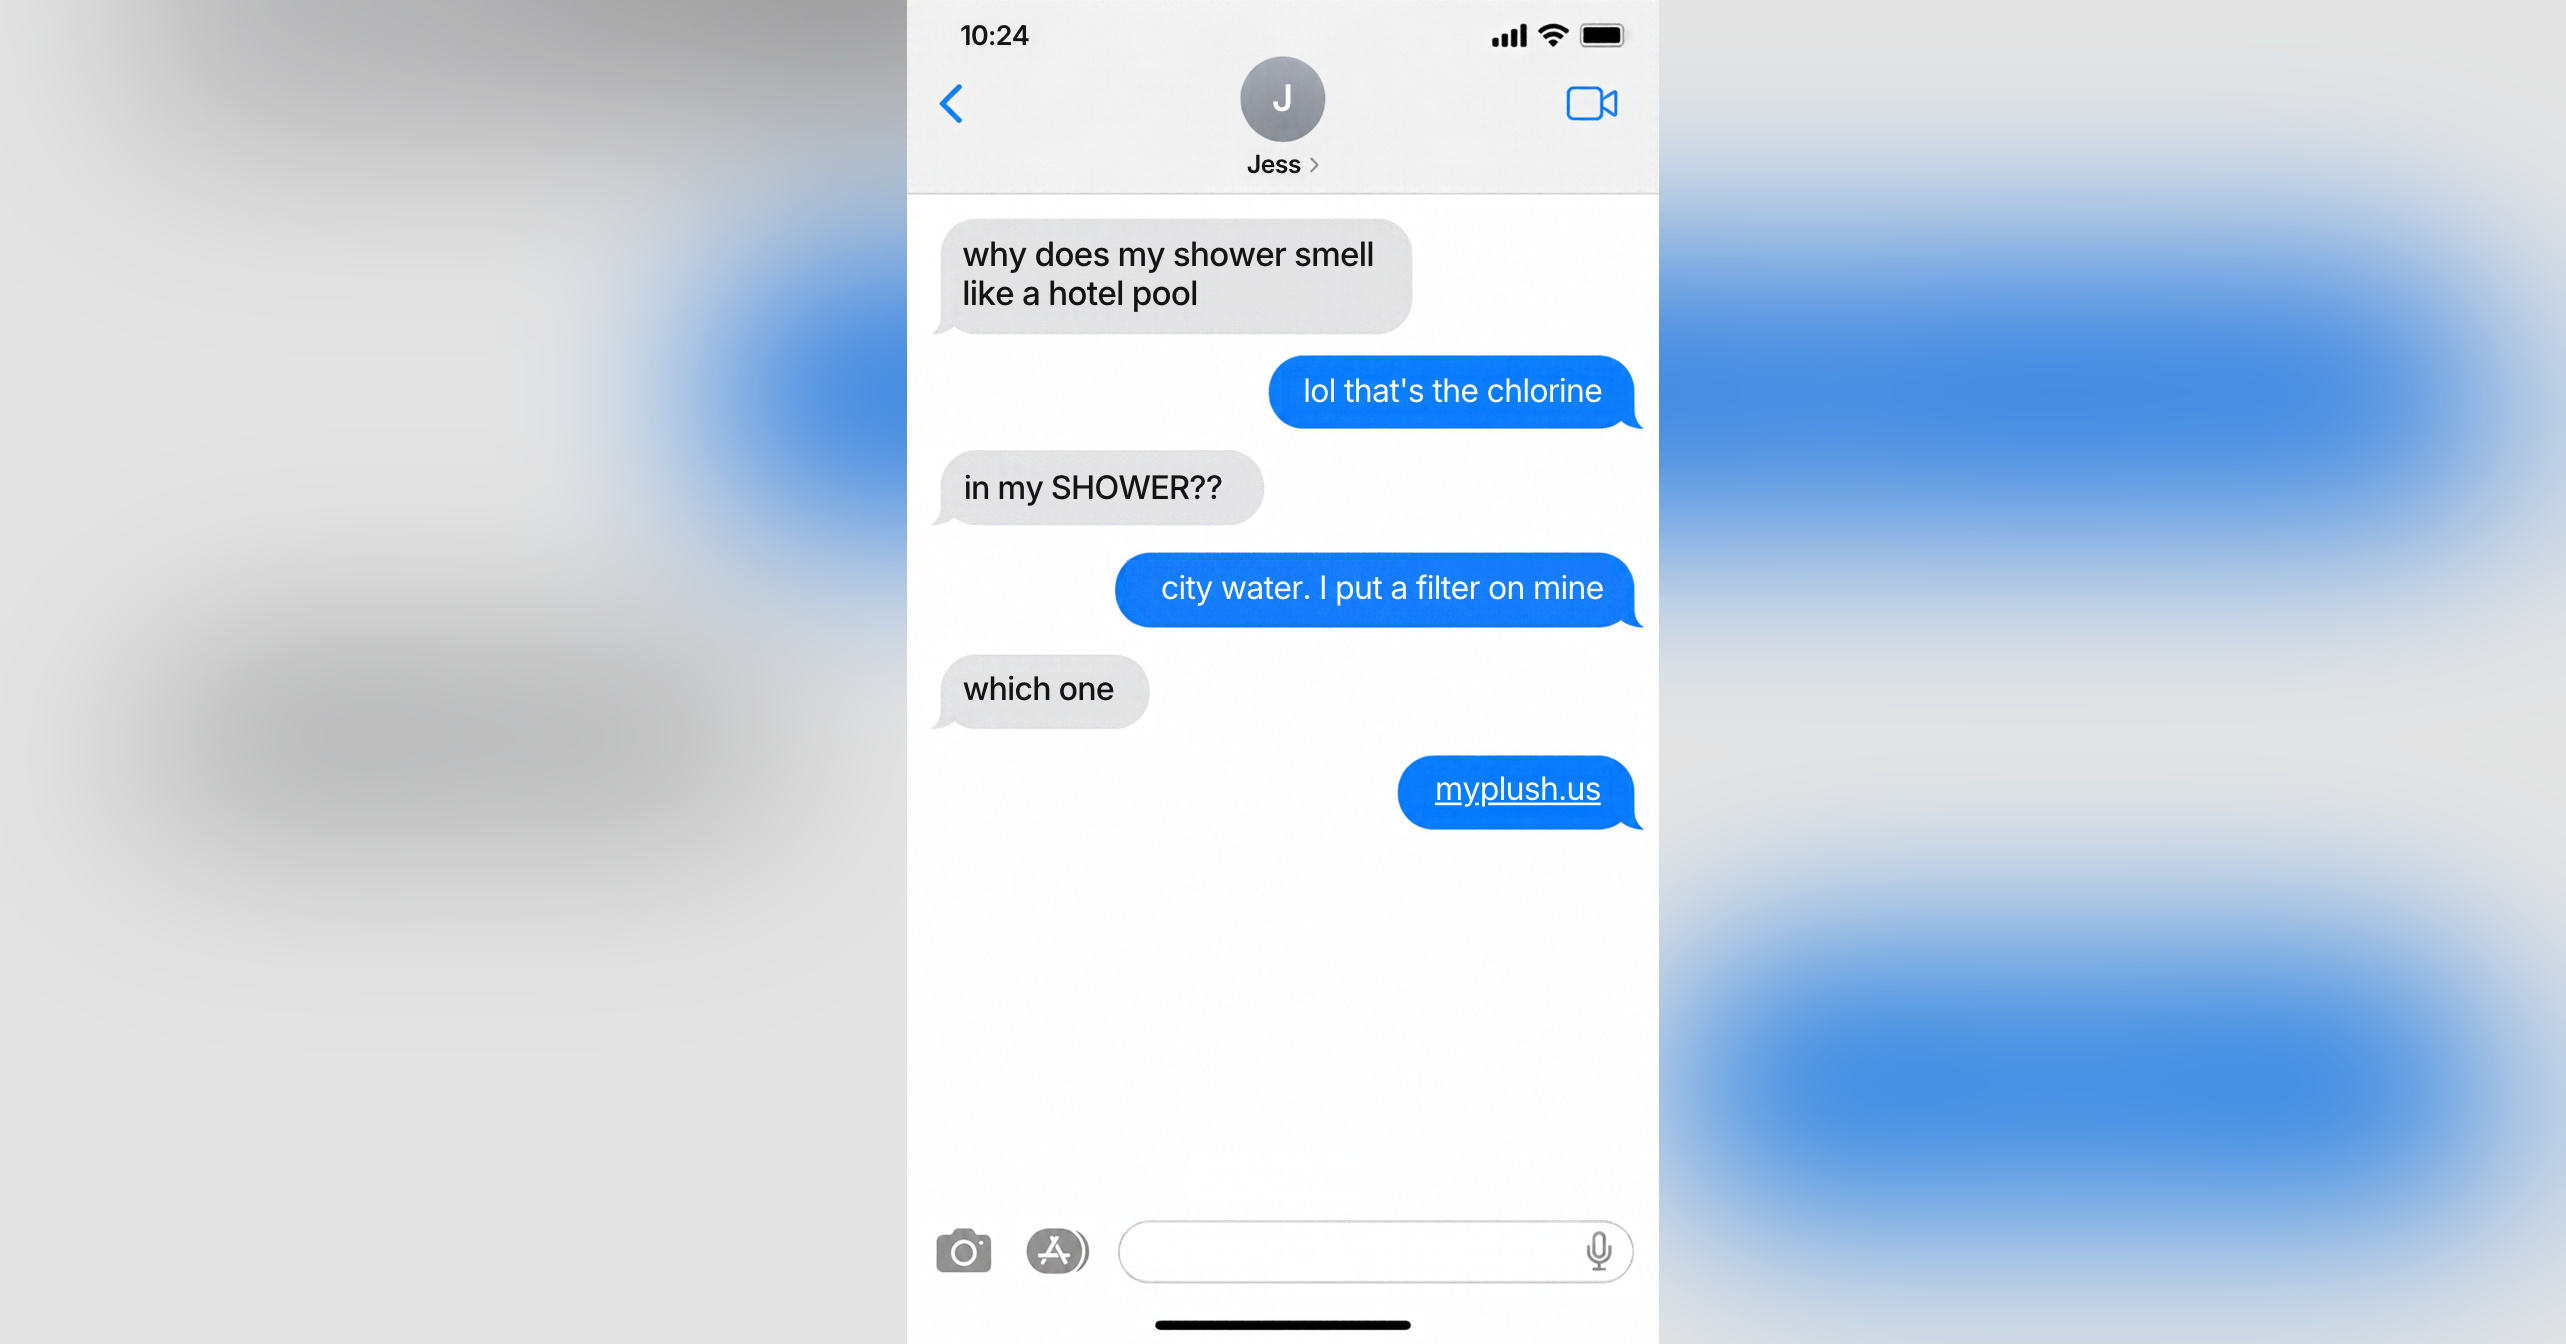 10:24
J
Jess
why does my shower smell
like a hotel pool
lol that's the chlorine
in my SHOWER??
city water. I put a filter on mine
which one
myplush.us